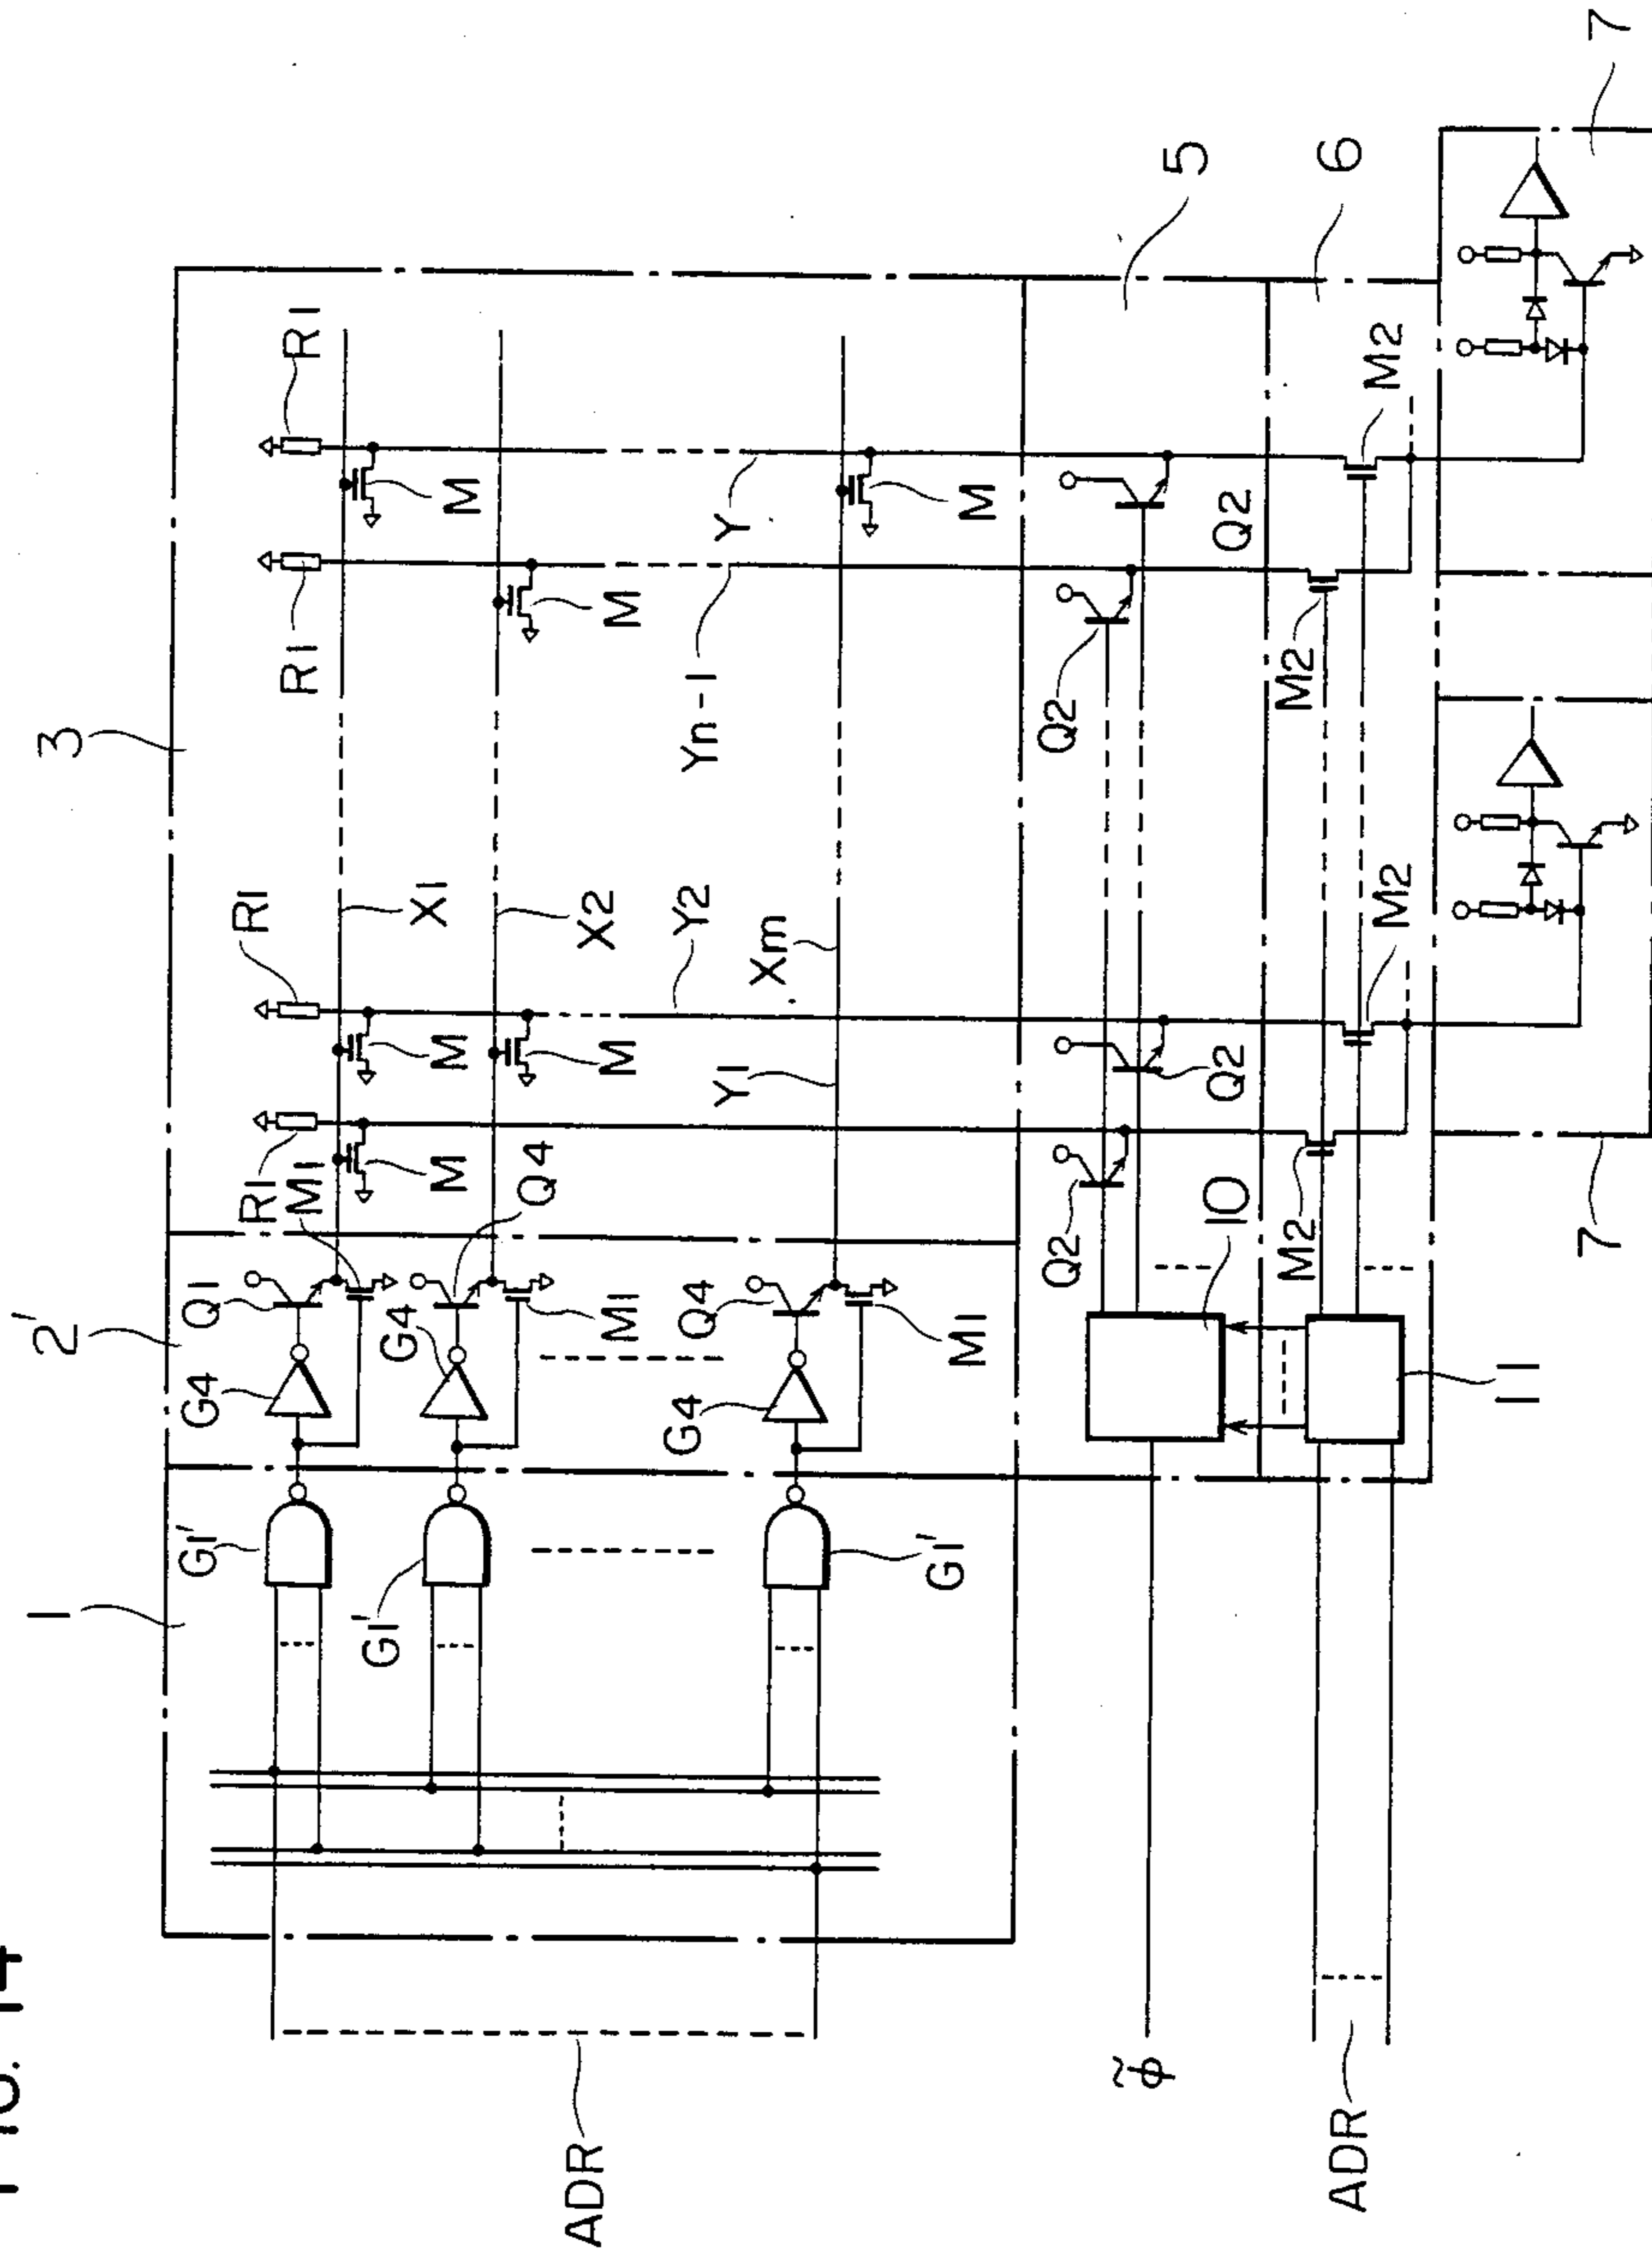 FIG. 14
1
2'
3
G1'
G4
Q1
R1
R1
M1
R1
R1
G1'
G4
M
M
X1
M
Q4
ADR
M1
M
X2
M
G4
Q4
Y2
Yn-1
Y1
Y
Xm
G1'
M1
M
Q2
Q2
φ̃
5
10
Q2
Q2
M2
M2
ADR
6
M2
M2
11
7
7